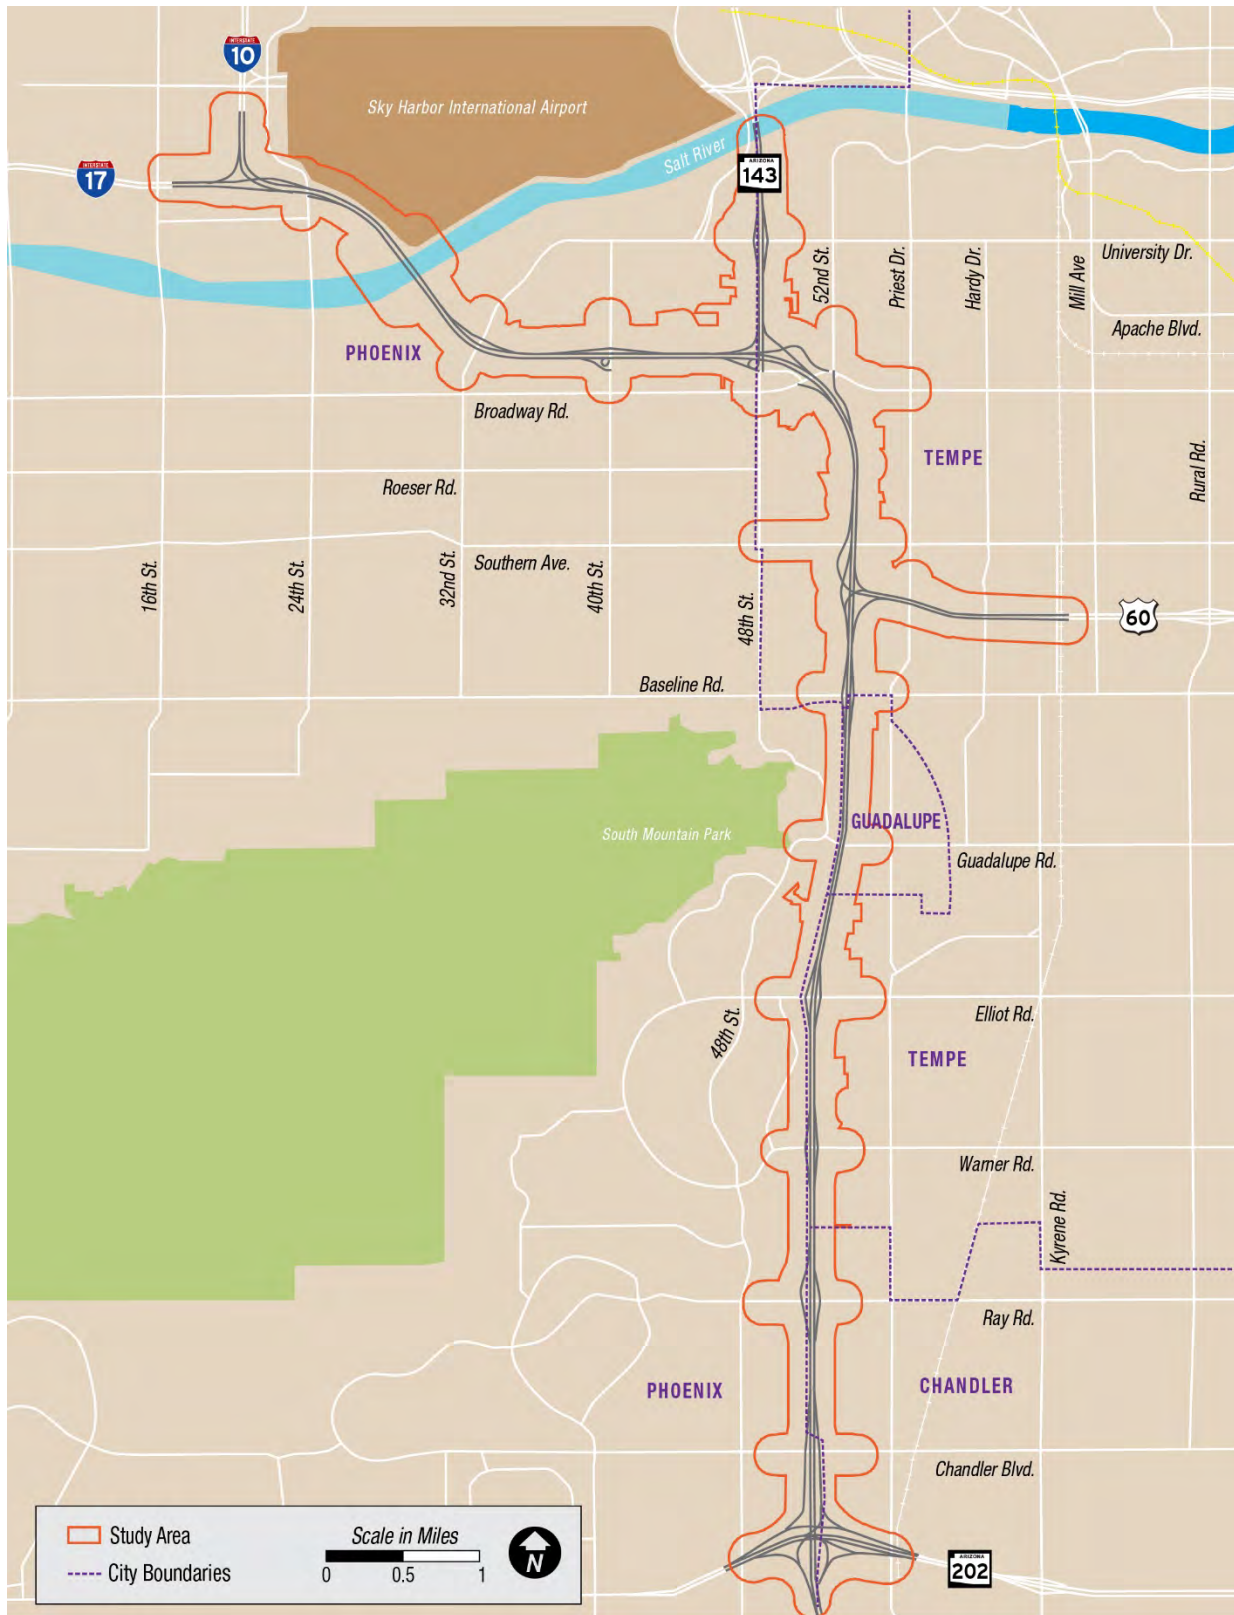 INTERSTATE
10
Sky Harbor International Airport
INTERSTATE
17
Salt River
ARIZONA
143
University Dr.
52nd St.
Priest Dr.
Hardy Dr.
Mill Ave
Apache Blvd.
PHOENIX
Broadway Rd.
TEMPE
Rural Rd.
Roeser Rd.
Southern Ave.
16th St.
24th St.
32nd St.
40th St.
48th St.
60
Baseline Rd.
South Mountain Park
GUADALUPE
Guadalupe Rd.
48th St.
Elliot Rd.
TEMPE
Warner Rd.
Kyrene Rd.
Ray Rd.
PHOENIX
CHANDLER
Chandler Blvd.
Study Area
City Boundaries
Scale in Miles
0 0.5 1
N
ARIZONA
202